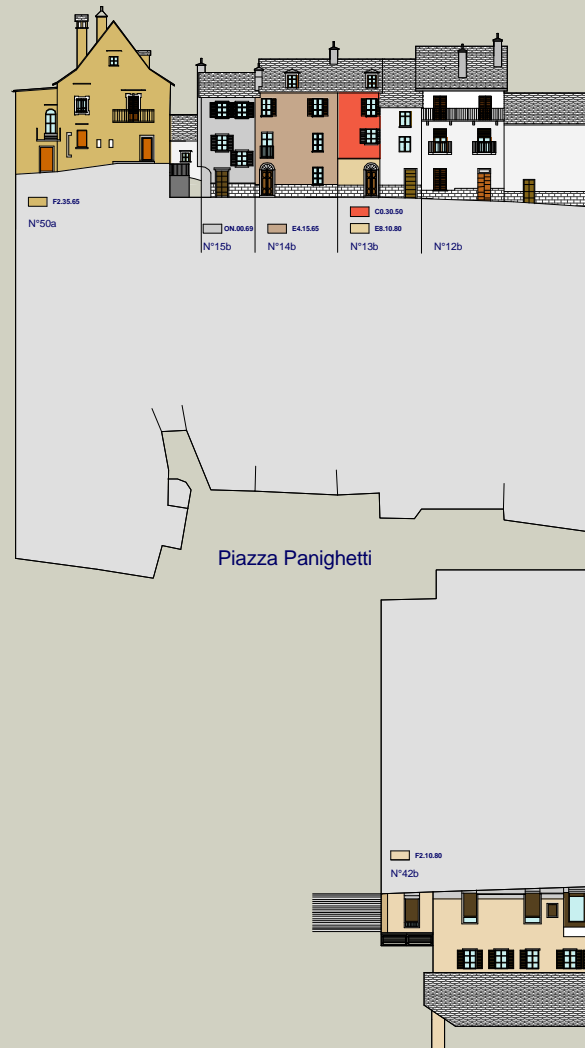 F2.35.65
N°50a
ON.00.69
N°15b
E4.15.65
N°14b
C0.30.50
E8.10.80
N°13b
N°12b
Piazza Panighetti
F2.10.80
N°42b